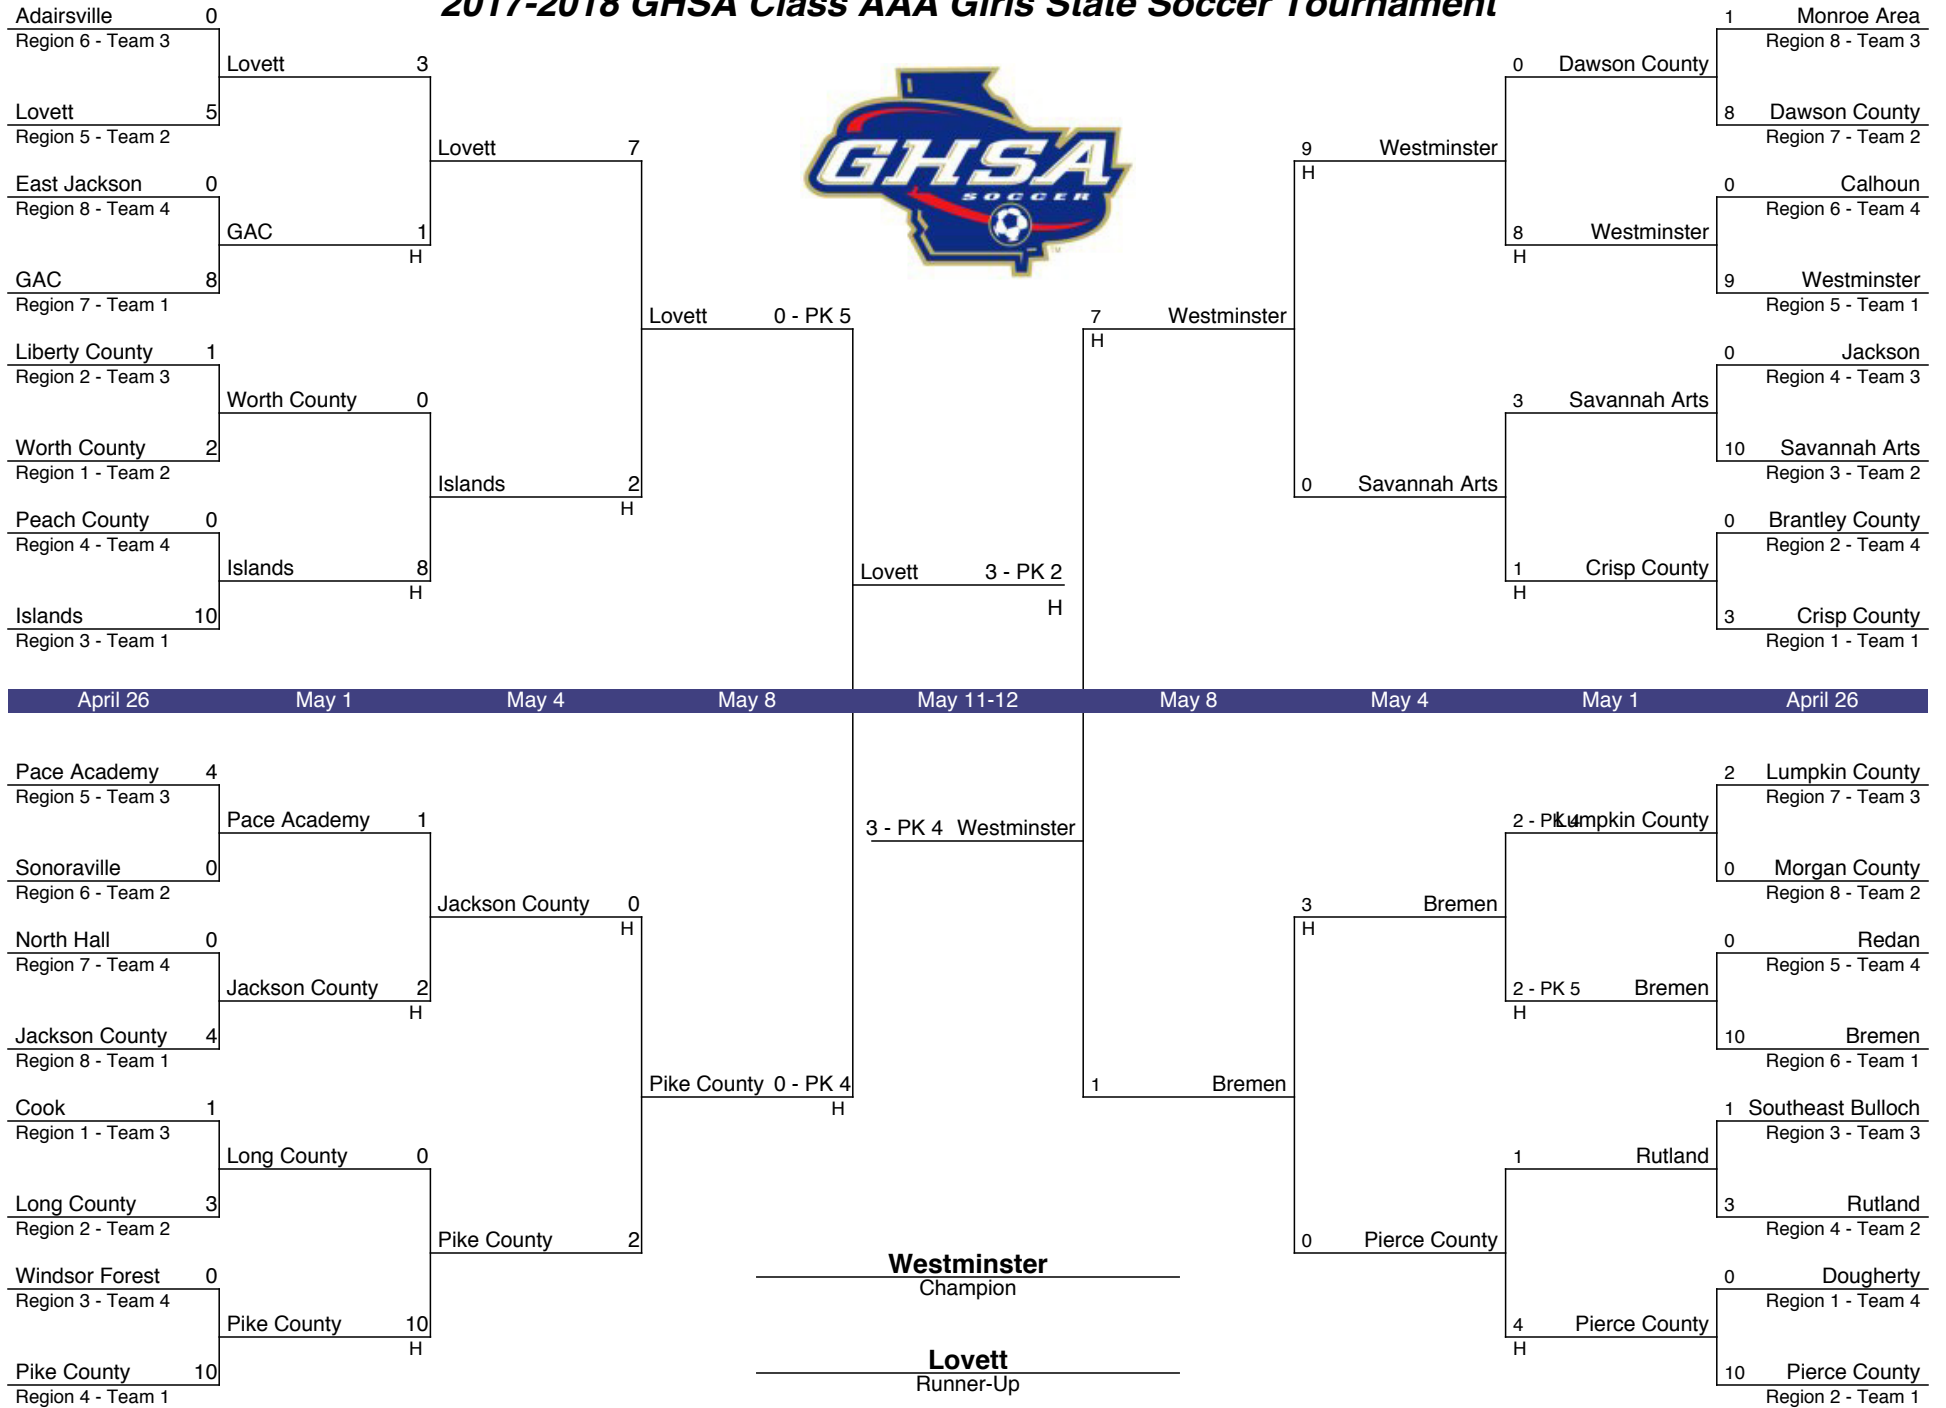 2017-2018 GHSA Class AAA Girls State Soccer Tournament
Adairsville 0
Region 6 - Team 3
Lovett 3
Lovett 5
Region 5 - Team 2
Lovett 7
East Jackson 0
Region 8 - Team 4
GAC 1
H
GAC 8
Region 7 - Team 1
Lovett 0 - PK 5
Liberty County 1
Region 2 - Team 3
Worth County 0
Worth County 2
Region 1 - Team 2
Islands 2
H
Peach County 0
Region 4 - Team 4
Islands 8
H
Islands 10
Region 3 - Team 1
GHSA
SOCCER
TM
Lovett 3 - PK 2
H
1 Monroe Area
Region 8 - Team 3
0 Dawson County
8 Dawson County
Region 7 - Team 2
9 Westminster
H
0 Calhoun
Region 6 - Team 4
8 Westminster
H
9 Westminster
Region 5 - Team 1
7 Westminster
H
0 Jackson
Region 4 - Team 3
3 Savannah Arts
10 Savannah Arts
Region 3 - Team 2
0 Savannah Arts
0 Brantley County
Region 2 - Team 4
1 Crisp County
H
3 Crisp County
Region 1 - Team 1
April 26 May 1 May 4 May 8 May 11-12 May 8 May 4 May 1 April 26
Pace Academy 4
Region 5 - Team 3
Pace Academy 1
Sonoraville 0
Region 6 - Team 2
Jackson County 0
H
North Hall 0
Region 7 - Team 4
Jackson County 2
H
Jackson County 4
Region 8 - Team 1
Pike County 0 - PK 4
H
Cook 1
Region 1 - Team 3
Long County 0
Long County 3
Region 2 - Team 2
Pike County 2
Windsor Forest 0
Region 3 - Team 4
Pike County 10
H
Pike County 10
Region 4 - Team 1
3 - PK 4 Westminster
2 Lumpkin County
Region 7 - Team 3
2 - PK 4 Lumpkin County
0 Morgan County
Region 8 - Team 2
3 Bremen
H
0 Redan
Region 5 - Team 4
2 - PK 5 Bremen
H
10 Bremen
Region 6 - Team 1
1 Bremen
1 Southeast Bulloch
Region 3 - Team 3
1 Rutland
3 Rutland
Region 4 - Team 2
0 Pierce County
0 Dougherty
Region 1 - Team 4
4 Pierce County
H
10 Pierce County
Region 2 - Team 1
Westminster
Champion
Lovett
Runner-Up